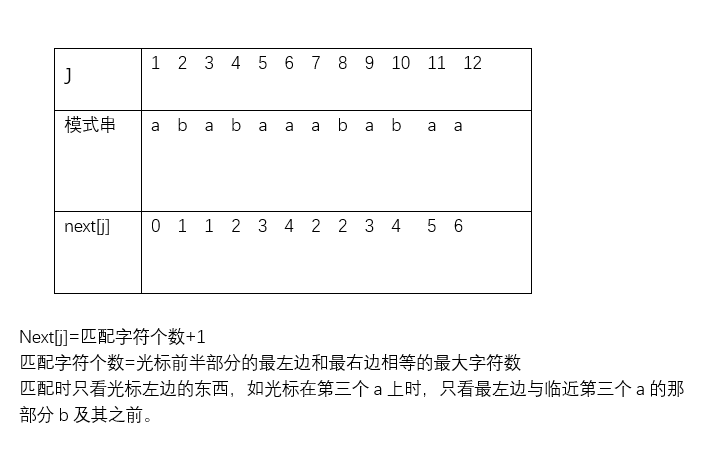 J 1 2 3 4 5 6 7 8 9 10 11 12
模式串 a b a b a a a b a b a a
next[j] 0 1 1 2 3 4 2 2 3 4 5 6
Next[j]=匹配字符个数+1
匹配字符个数=光标前半部分的最左边和最右边相等的最大字符数
匹配时只看光标左边的东西，如光标在第三个 a 上时，只看最左边与临近第三个 a 的那
部分 b 及其之前。